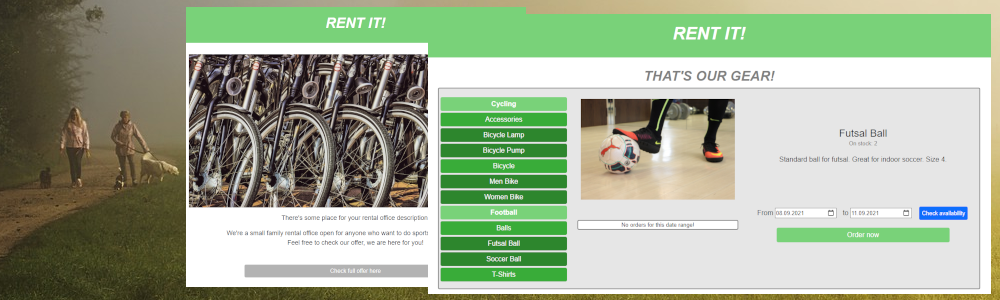 RENT IT!
There's some place for your rental office description
We're a small family rental office open for anyone who want to do sports
Feel free to check our offer, we are here for you!
Check full offer here
RENT IT!
THAT'S OUR GEAR!
Cycling
Accessories
Bicycle Lamp
Bicycle Pump
Bicycle
Men Bike
Women Bike
Football
Balls
Futsal Ball
Soccer Ball
T-Shirts
No orders for this date range!
Futsal Ball
On stock: 2
Standard ball for futsal. Great for indoor soccer. Size 4.
From 08.09.2021 to 11.09.2021 Check availability
Order now